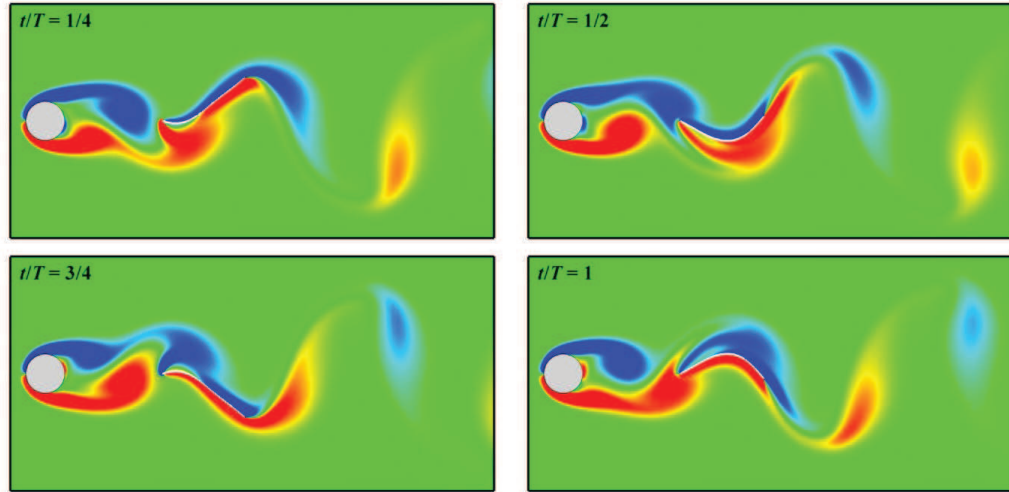 t/T = 1/4
t/T = 1/2
t/T = 3/4
t/T = 1